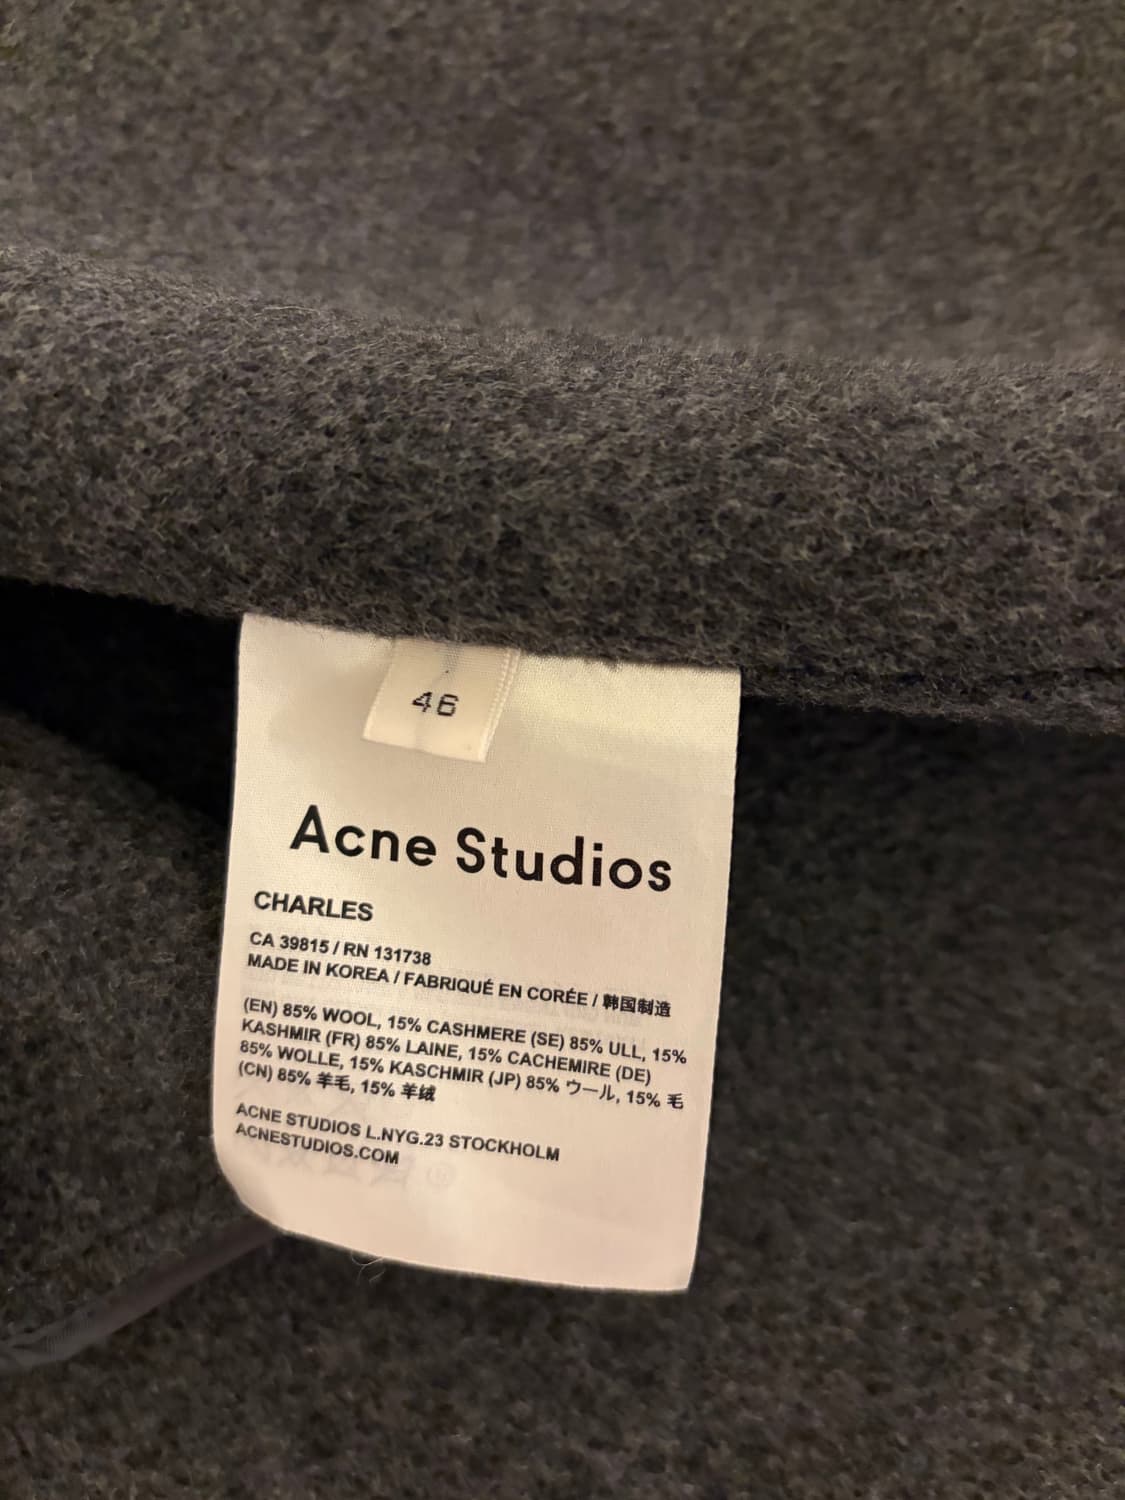 46
Acne Studios
CHARLES
CA 39815 / RN 131738
MADE IN KOREA / FABRIQUÉ EN CORÉE / 韩国制造
(EN) 85% WOOL, 15% CASHMERE (SE) 85% ULL, 15%
KASHMIR (FR) 85% LAINE, 15% CACHEMIRE (DE)
85% WOLLE, 15% KASCHMIR (JP) 85% ウール, 15% 毛
(CN) 85% 羊毛, 15% 羊绒
ACNE STUDIOS L.NYG.23 STOCKHOLM
ACNESTUDIOS.COM